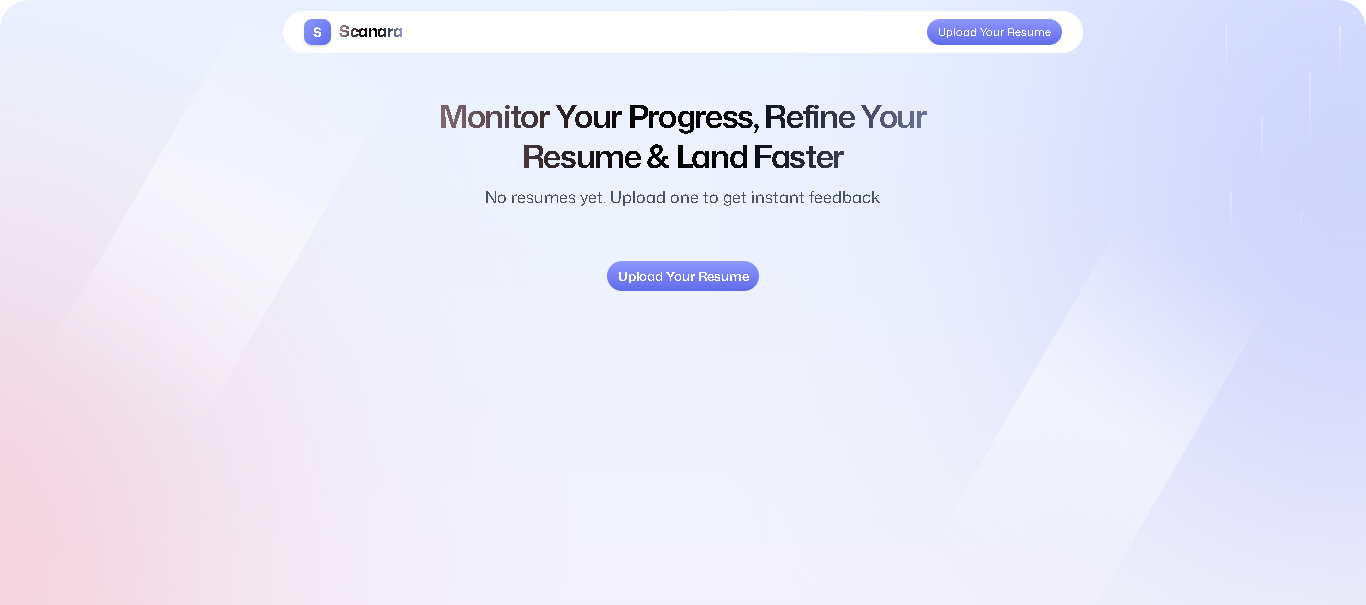 S Scanara
Upload Your Resume
Monitor Your Progress, Refine Your
Resume & Land Faster
No resumes yet. Upload one to get instant feedback
Upload Your Resume